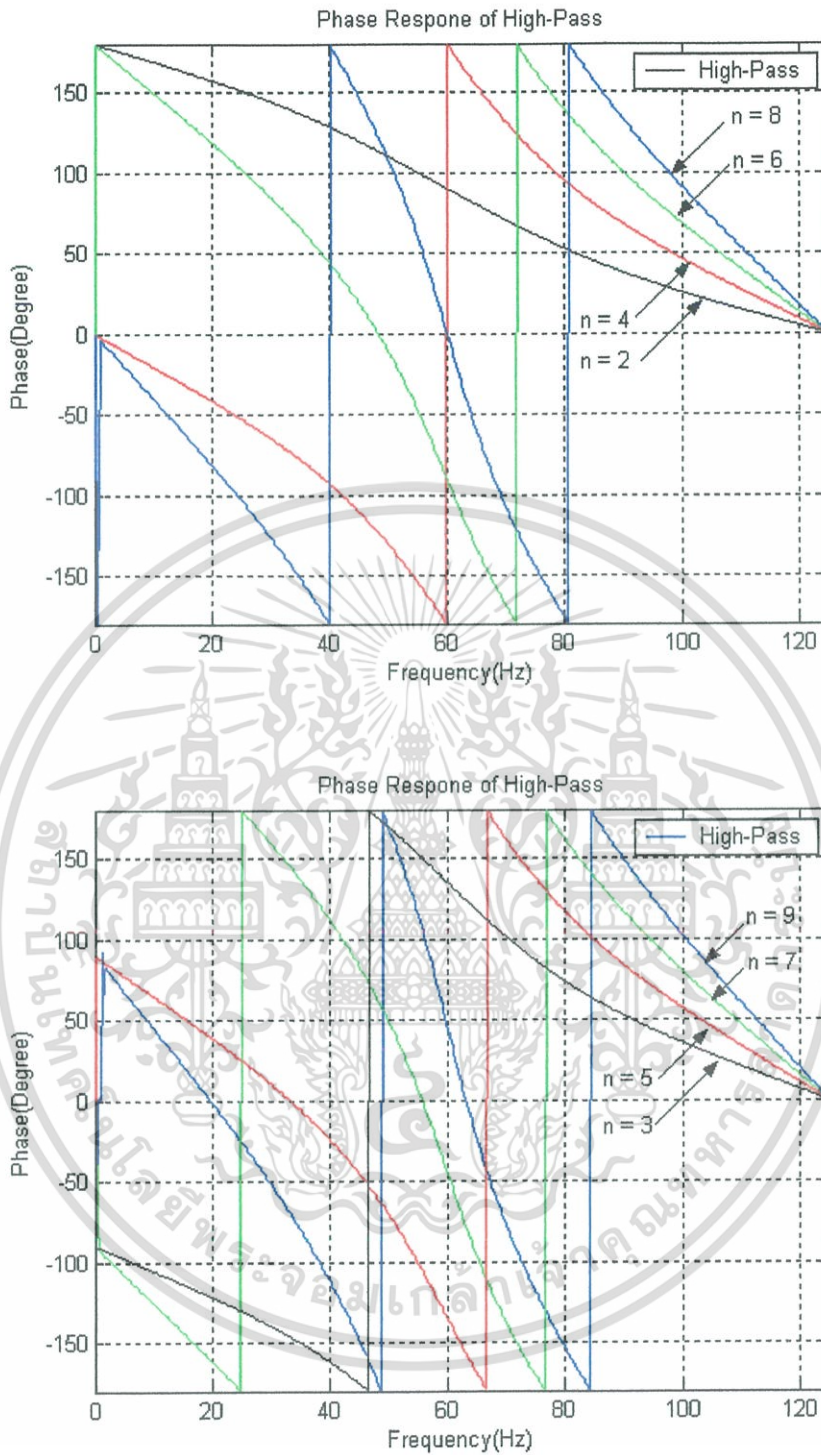 Phase Respone of High-Pass
High-Pass
150
100
50
0
-50
-100
-150
Phase(Degree)
n = 8
n = 6
n = 4
n = 2
0 20 40 60 80 100 120
Frequency(Hz)
Phase Respone of High-Pass
High-Pass
150
100
50
0
-50
-100
-150
Phase(Degree)
n = 9
n = 7
n = 5
n = 3
0 20 40 60 80 100 120
Frequency(Hz)